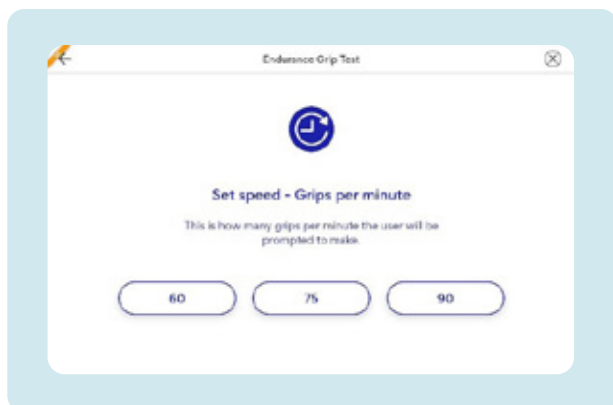 Endurance Grip Test
Set speed - Grips per minute
This is how many grips per minute the user will be
prompted to make.
60
75
90